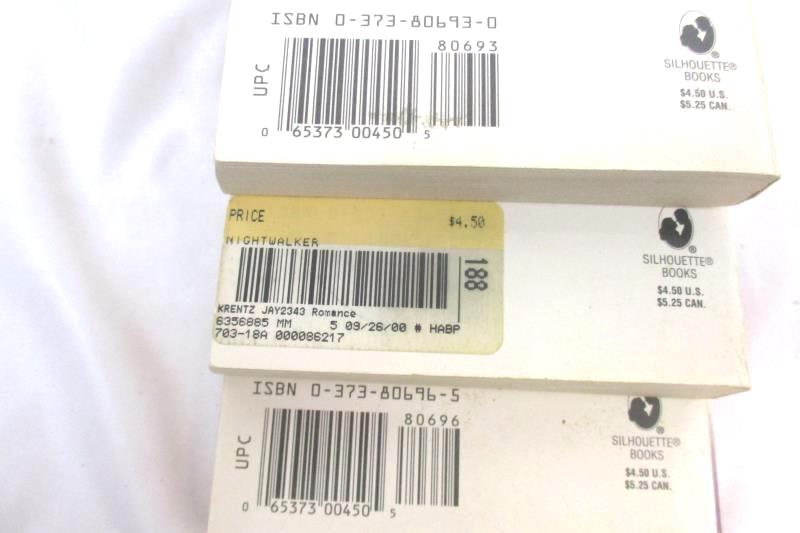 ISBN 0-373-80693-0
80693
UPC
0 65373 00450 5
SILHOUETTE®
BOOKS
$4.50 U.S.
$5.25 CAN.
PRICE $4.50
NIGHTWALKER
188
KRENTZ JAY2343 Romance
6356885 MM 5 09/26/00 # HABP
703-18A 000086217
SILHOUETTE®
BOOKS
$4.50 U.S.
$5.25 CAN.
ISBN 0-373-80696-5
80696
UPC
0 65373 00450 5
SILHOUETTE®
BOOKS
$4.50 U.S.
$5.25 CAN.